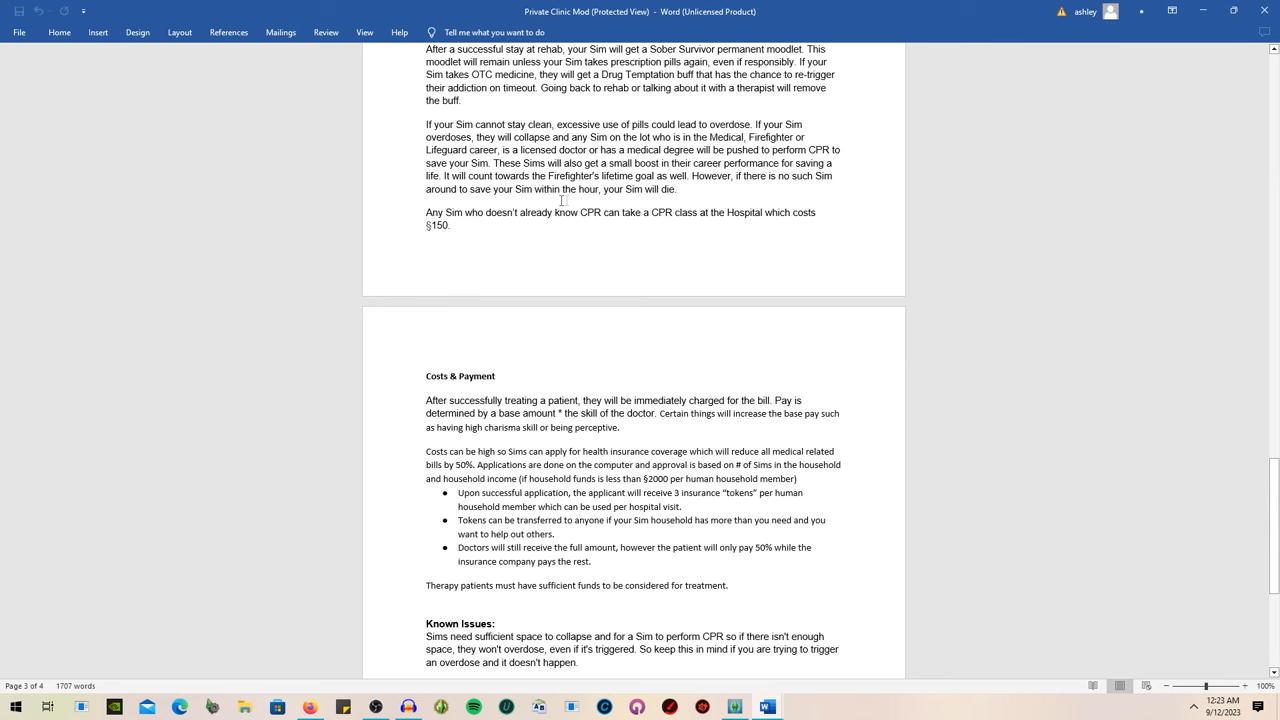 Private Clinic Mod (Protected View) - Word (Unlicensed Product)
ashley
File Home Insert Design Layout References Mailings Review View Help Tell me what you want to do
After a successful stay at rehab, your Sim will get a Sober Survivor permanent moodlet. This
moodlet will remain unless your Sim takes prescription pills again, even if responsibly. If your
Sim takes OTC medicine, they will get a Drug Temptation buff that has the chance to re-trigger
their addiction on timeout. Going back to rehab or talking about it with a therapist will remove
the buff.
If your Sim cannot stay clean, excessive use of pills could lead to overdose. If your Sim
overdoses, they will collapse and any Sim on the lot who is in the Medical, Firefighter or
Lifeguard career, is a licensed doctor or has a medical degree will be pushed to perform CPR to
save your Sim. These Sims will also get a small boost in their career performance for saving a
life. It will count towards the Firefighter's lifetime goal as well. However, if there is no such Sim
around to save your Sim within the hour, your Sim will die.
Any Sim who doesn't already know CPR can take a CPR class at the Hospital which costs
§150.
Costs & Payment
After successfully treating a patient, they will be immediately charged for the bill. Pay is
determined by a base amount * the skill of the doctor. Certain things will increase the base pay such
as having high charisma skill or being perceptive.
Costs can be high so Sims can apply for health insurance coverage which will reduce all medical related
bills by 50%. Applications are done on the computer and approval is based on # of Sims in the household
and household income (if household funds is less than §2000 per human household member)
● Upon successful application, the applicant will receive 3 insurance “tokens” per human
household member which can be used per hospital visit.
● Tokens can be transferred to anyone if your Sim household has more than you need and you
want to help out others.
● Doctors will still receive the full amount, however the patient will only pay 50% while the
insurance company pays the rest.
Therapy patients must have sufficient funds to be considered for treatment.
Known Issues:
Sims need sufficient space to collapse and for a Sim to perform CPR so if there isn't enough
space, they won't overdose, even if it's triggered. So keep this in mind if you are trying to trigger
an overdose and it doesn't happen.
Page 3 of 4 1707 words
100%
12:23 AM
9/12/2023